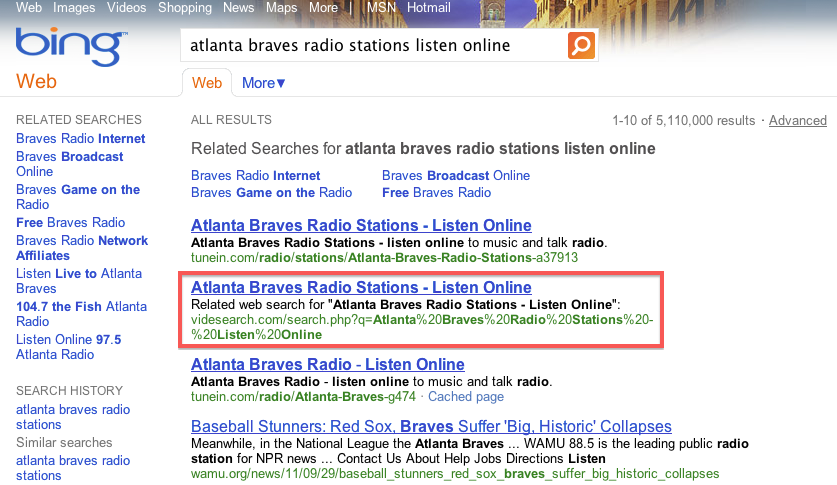 Web Images Videos Shopping News Maps More | MSN Hotmail
bing™
atlanta braves radio stations listen online
Web
Web More▾
RELATED SEARCHES
Braves Radio Internet
Braves Broadcast
Online
Braves Game on the
Radio
Free Braves Radio
Braves Radio Network
Affiliates
Listen Live to Atlanta
Braves
104.7 the Fish Atlanta
Radio
Listen Online 97.5
Atlanta Radio
SEARCH HISTORY
atlanta braves radio
stations
Similar searches
atlanta braves radio
stations
ALL RESULTS
1-10 of 5,110,000 results · Advanced
Related Searches for atlanta braves radio stations listen online
Braves Radio Internet Braves Broadcast Online
Braves Game on the Radio Free Braves Radio
Atlanta Braves Radio Stations - Listen Online
Atlanta Braves Radio Stations - listen online to music and talk radio.
tunein.com/radio/stations/Atlanta-Braves-Radio-Stations-a37913
Atlanta Braves Radio Stations - Listen Online
Related web search for "Atlanta Braves Radio Stations - Listen Online":
videsearch.com/search.php?q=Atlanta%20Braves%20Radio%20Stations%20-
%20Listen%20Online
Atlanta Braves Radio - Listen Online
Atlanta Braves Radio - listen online to music and talk radio.
tunein.com/radio/Atlanta-Braves-g474 · Cached page
Baseball Stunners: Red Sox, Braves Suffer 'Big, Historic' Collapses
Meanwhile, in the National League the Atlanta Braves ... WAMU 88.5 is the leading public radio
station for NPR news ... Contact Us About Help Jobs Directions Listen
wamu.org/news/11/09/29/baseball_stunners_red_sox_braves_suffer_big_historic_collapses